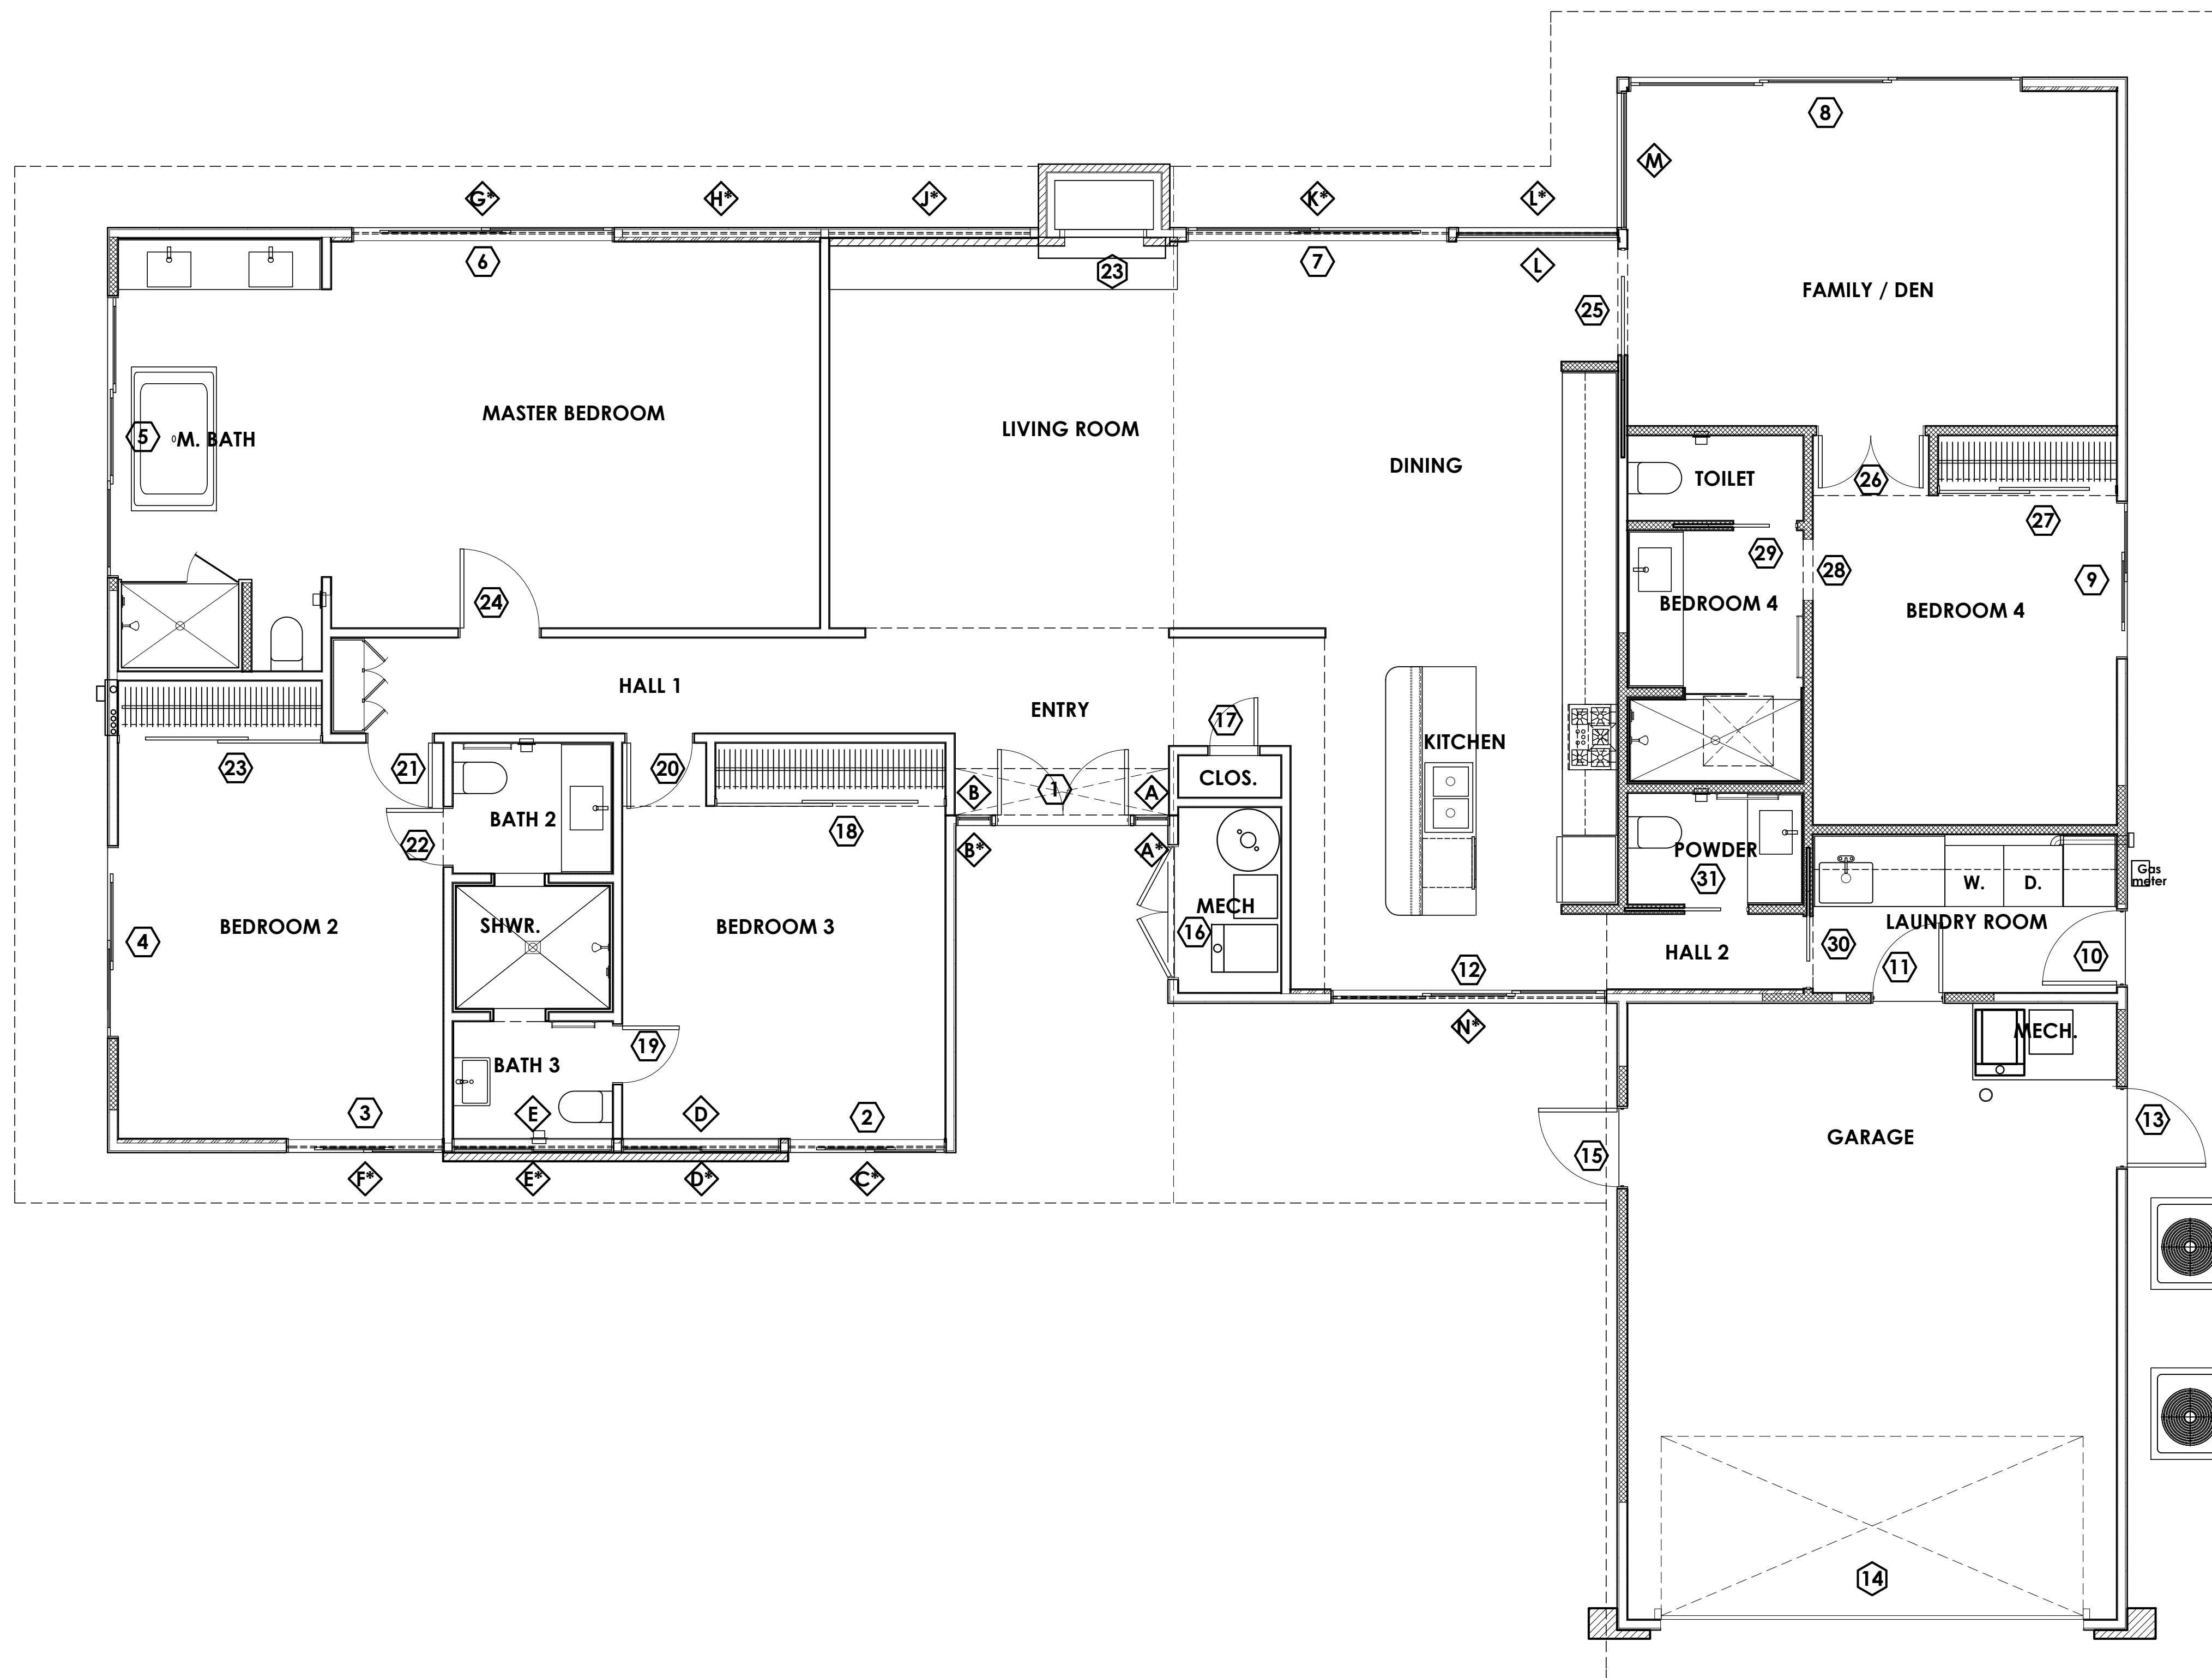 8
M
G*
H*
J*
K*
L*
6
23
7
L
25
FAMILY / DEN
MASTER BEDROOM
5
M. BATH
LIVING ROOM
DINING
TOILET
26
27
29
28
9
24
BEDROOM 4
BEDROOM 4
HALL 1
ENTRY
17
KITCHEN
23
21
20
CLOS.
B
1
A
BATH 2
18
22
B*
A*
POWDER
31
Gas
meter
W.
D.
MECH
16
BEDROOM 2
SHWR.
BEDROOM 3
4
LAUNDRY ROOM
HALL 2
30
11
10
12
N*
MECH.
19
BATH 3
3
E
D
2
13
GARAGE
15
F*
E*
D*
C*
14